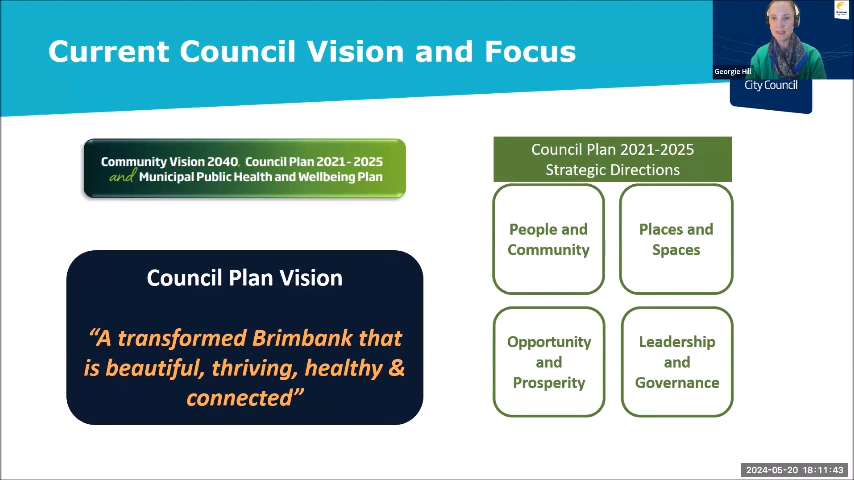 Current Council Vision and Focus
Georgie Hill
City Council
Community Vision 2040, Council Plan 2021-2025
and Municipal Public Health and Wellbeing Plan
Council Plan Vision
“A transformed Brimbank that
is beautiful, thriving, healthy &
connected”
Council Plan 2021-2025
Strategic Directions
People and
Community
Places and
Spaces
Opportunity
and
Prosperity
Leadership
and
Governance
2024-05-20 18:11:43